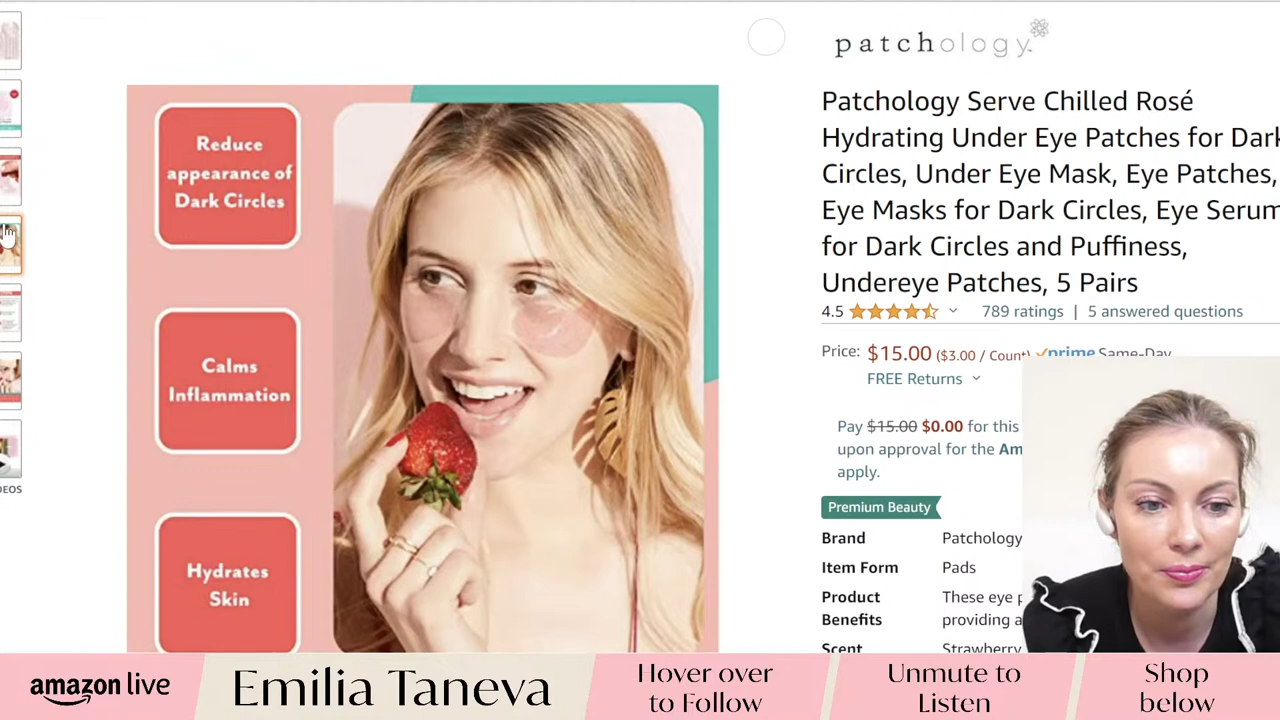 patchology
Patchology Serve Chilled Rosé
Hydrating Under Eye Patches for Dark
Circles, Under Eye Mask, Eye Patches,
Eye Masks for Dark Circles, Eye Serum
for Dark Circles and Puffiness,
Undereye Patches, 5 Pairs
4.5 789 ratings | 5 answered questions
Price: $15.00 ($3.00 / Count) prime Same-Day
FREE Returns
Pay $15.00 $0.00 for this
upon approval for the Am
apply.
Premium Beauty
Brand Patchology
Item Form Pads
Product These eye p
Benefits providing a
Scent Strawberry
Reduce
appearance of
Dark Circles
Calms
Inflammation
Hydrates
Skin
DEOS
amazon live
Emilia Taneva
Hover over
to Follow
Unmute to
Listen
Shop
below